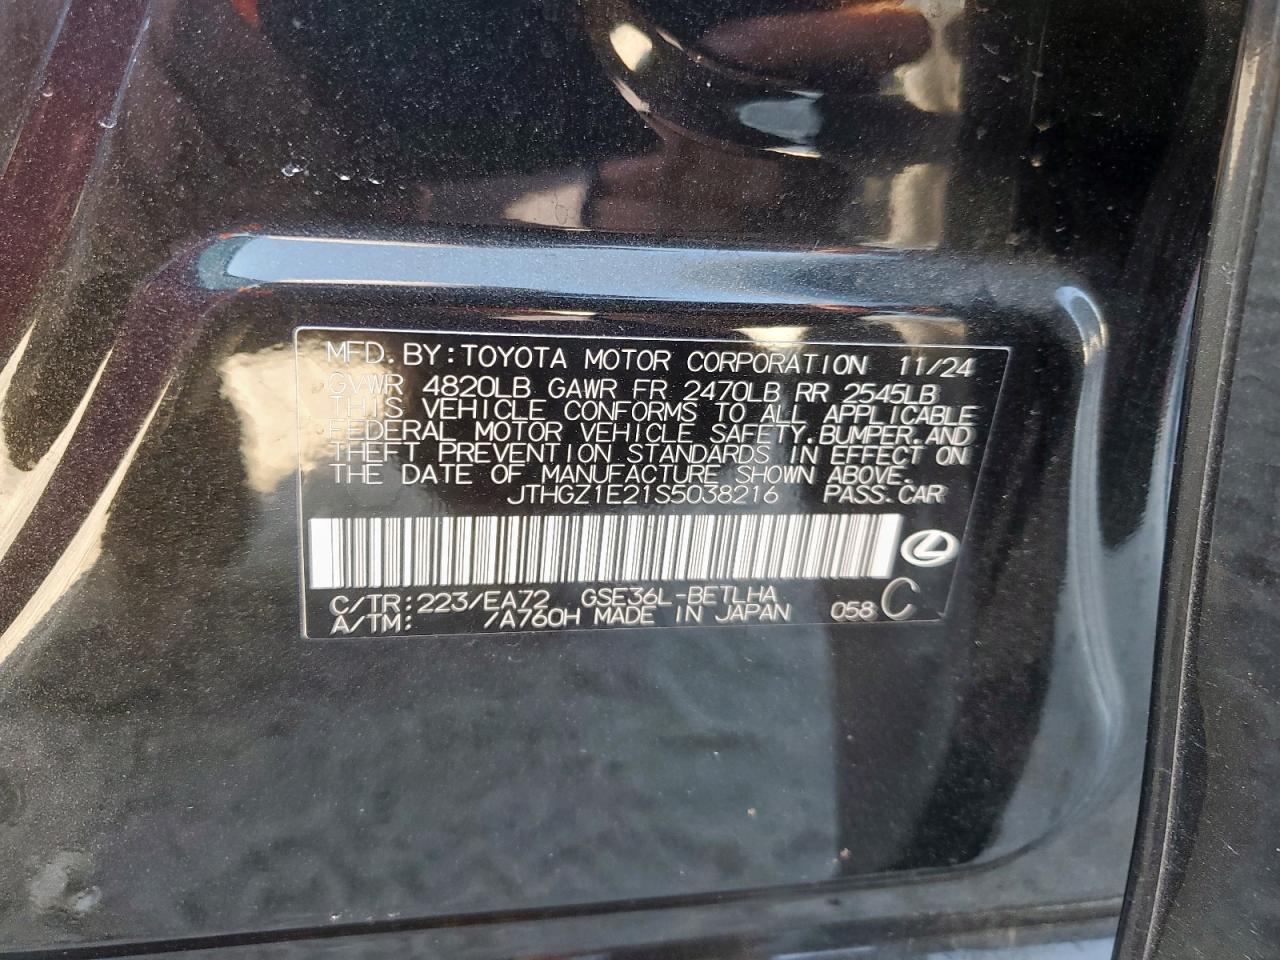 MFD. BY: TOYOTA MOTOR CORPORATION 11/24
GVWR 4820LB GAWR FR 2470LB RR 2545LB
THIS VEHICLE CONFORMS TO ALL APPLICABLE
FEDERAL MOTOR VEHICLE SAFETY, BUMPER, AND
THEFT PREVENTION STANDARDS IN EFFECT ON
THE DATE OF MANUFACTURE SHOWN ABOVE.
JTHGZ1E21S5038216 PASS. CAR
C/TR: 223/EA72 GSE36L-BETLHA
A/TM: /A760H MADE IN JAPAN 058 C